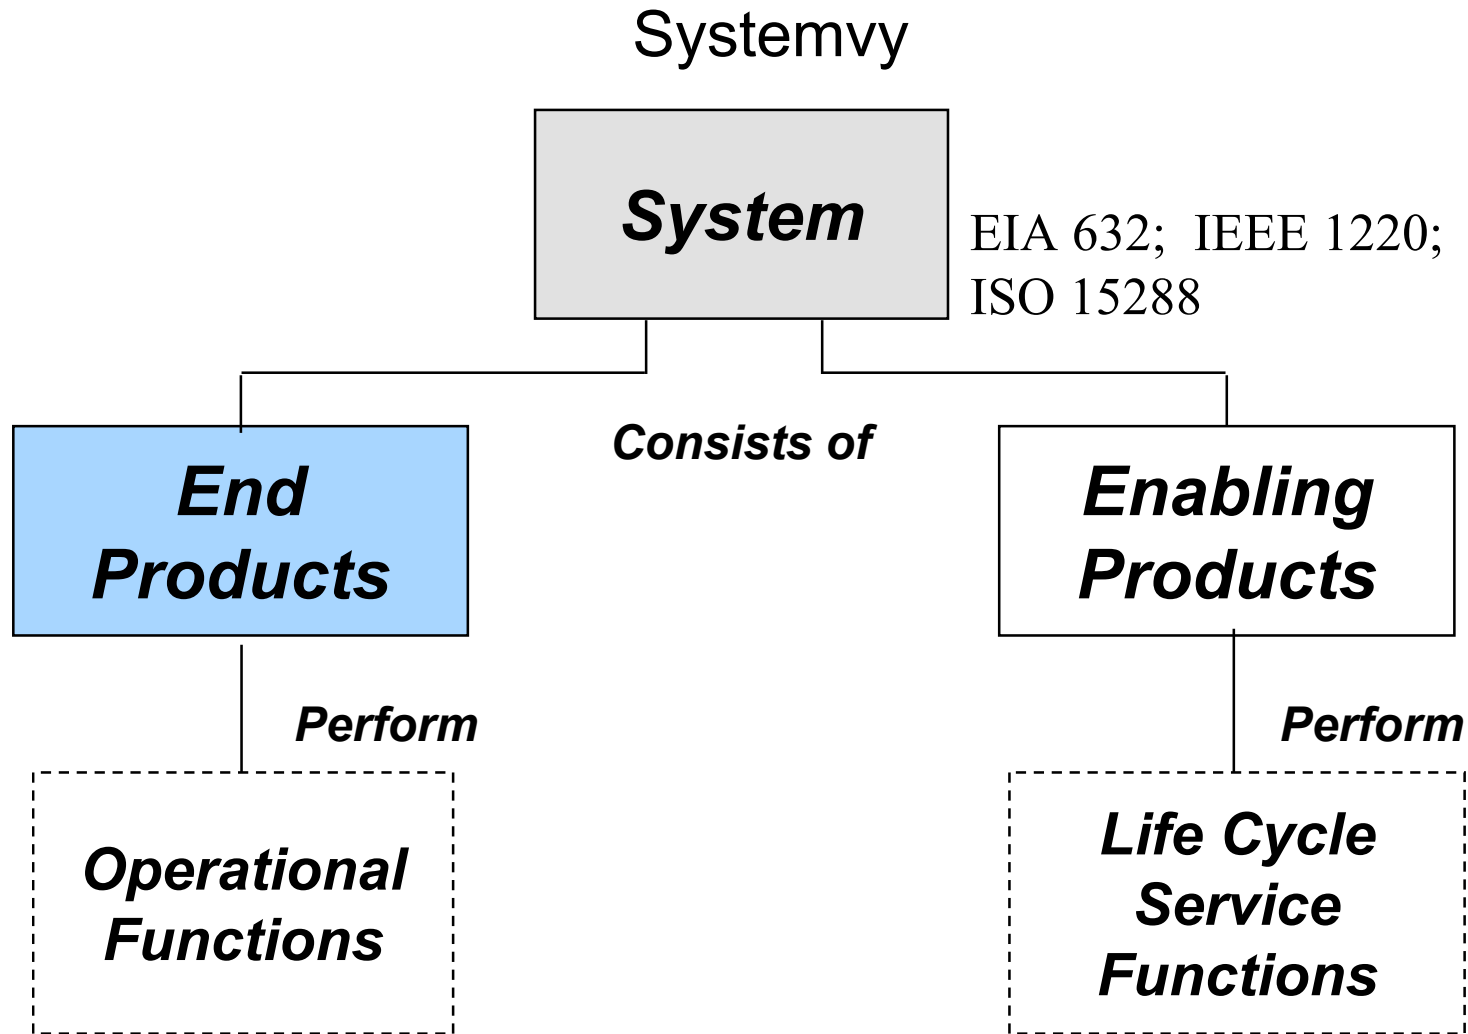 Systemvy
System
EIA 632;  IEEE 1220;
ISO 15288
Consists of
End
Products
Enabling
Products
Perform
Perform
Operational
Functions
Life Cycle
Service
Functions